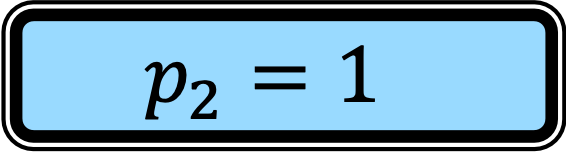 p₂ = 1